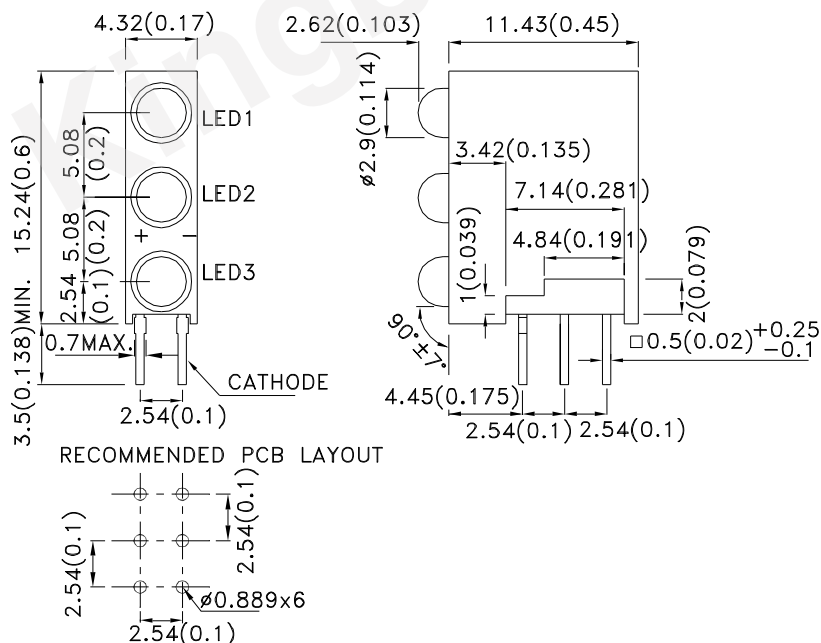 4.32(0.17)
2.62(0.103)
11.43(0.45)
LED1
LED2
LED3
5.08
(0.2)
5.08
(0.2)
2.54
(0.1)
15.24(0.6)
3.5(0.138)MIN.
+ −
0.7MAX.
CATHODE
2.54(0.1)
ø2.9(0.114)
3.42(0.135)
7.14(0.281)
4.84(0.191)
1(0.039)
2(0.079)
90°±7°
□0.5(0.02) +0.25
−0.1
4.45(0.175)
2.54(0.1) 2.54(0.1)
RECOMMENDED PCB LAYOUT
2.54(0.1)
2.54(0.1)
ø0.889x6
2.54(0.1)